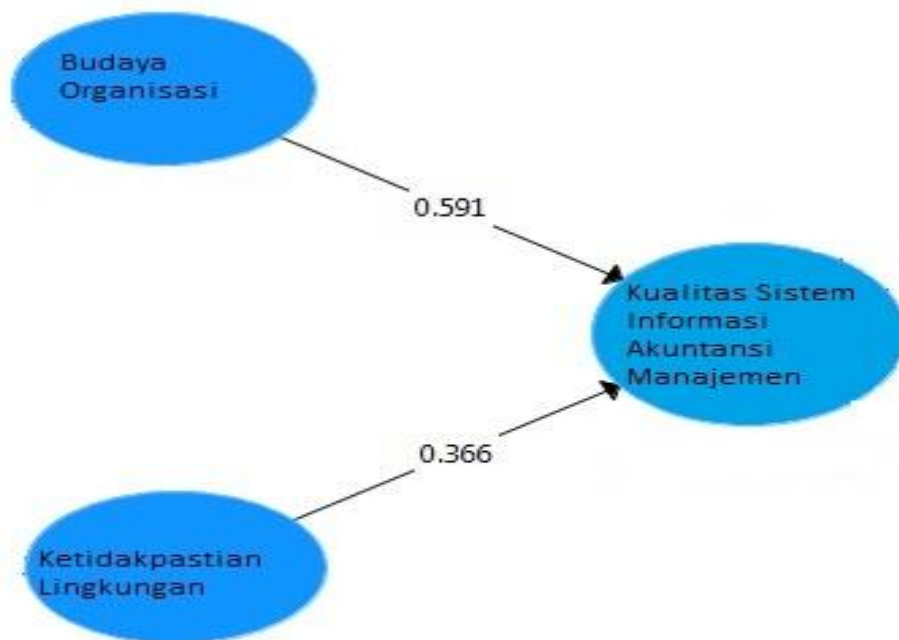 Budaya
Organisasi
0.591
Kualitas Sistem
Informasi
Akuntansi
Manajemen
0.366
Ketidakpastian
Lingkungan